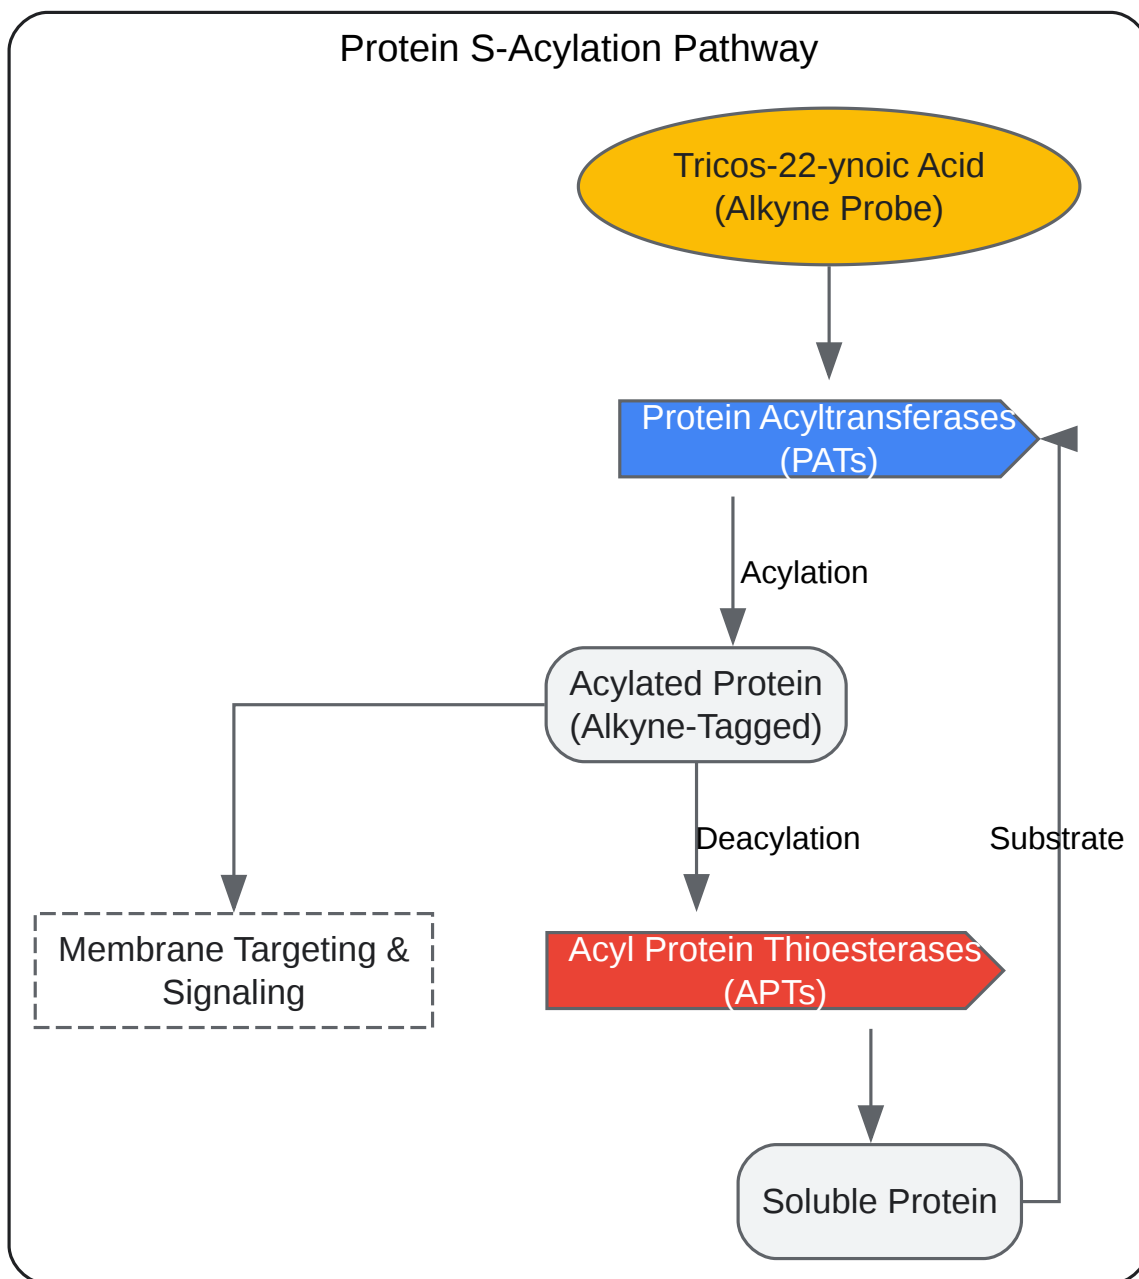 Protein S-Acylation Pathway
Tricos-22-ynoic Acid
(Alkyne Probe)
Protein Acyltransferases
(PATs)
Acylation
Acylated Protein
(Alkyne-Tagged)
Deacylation
Substrate
Membrane Targeting &
Signaling
Acyl Protein Thioesterases
(APTs)
Soluble Protein